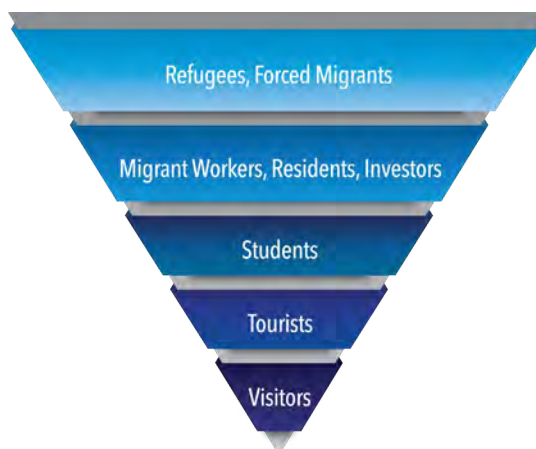 Refugees, Forced Migrants
Migrant Workers, Residents, Investors
Students
Tourists
Visitors